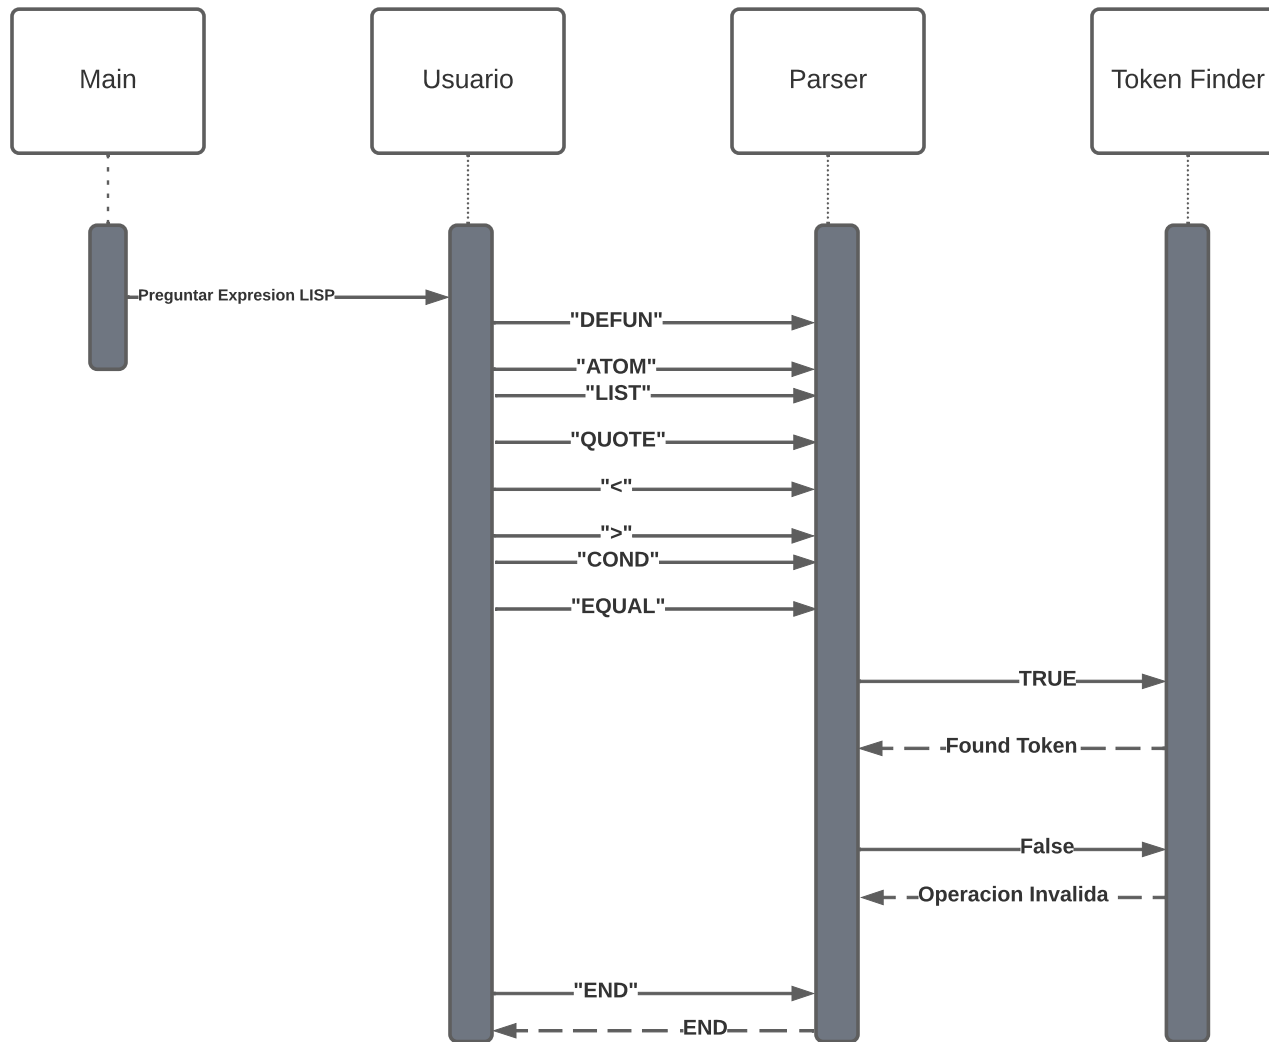 Main
Usuario
Parser
Token Finder
Preguntar Expresion LISP
"DEFUN"
"ATOM"
"LIST"
"QUOTE"
"<"
">"
"COND"
"EQUAL"
TRUE
Found Token
False
Operacion Invalida
"END"
END